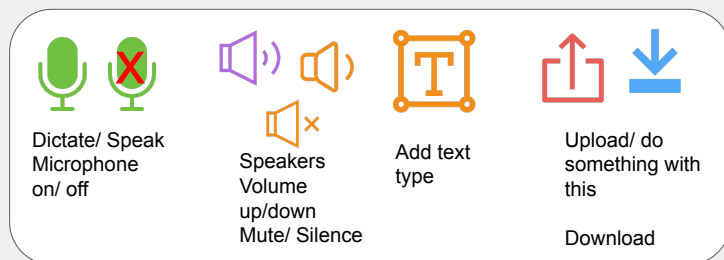 Dictate/ Speak
Microphone
on/ off
Speakers
Volume
up/down
Mute/ Silence
T
Add text
type
Upload/ do
something with
this
Download